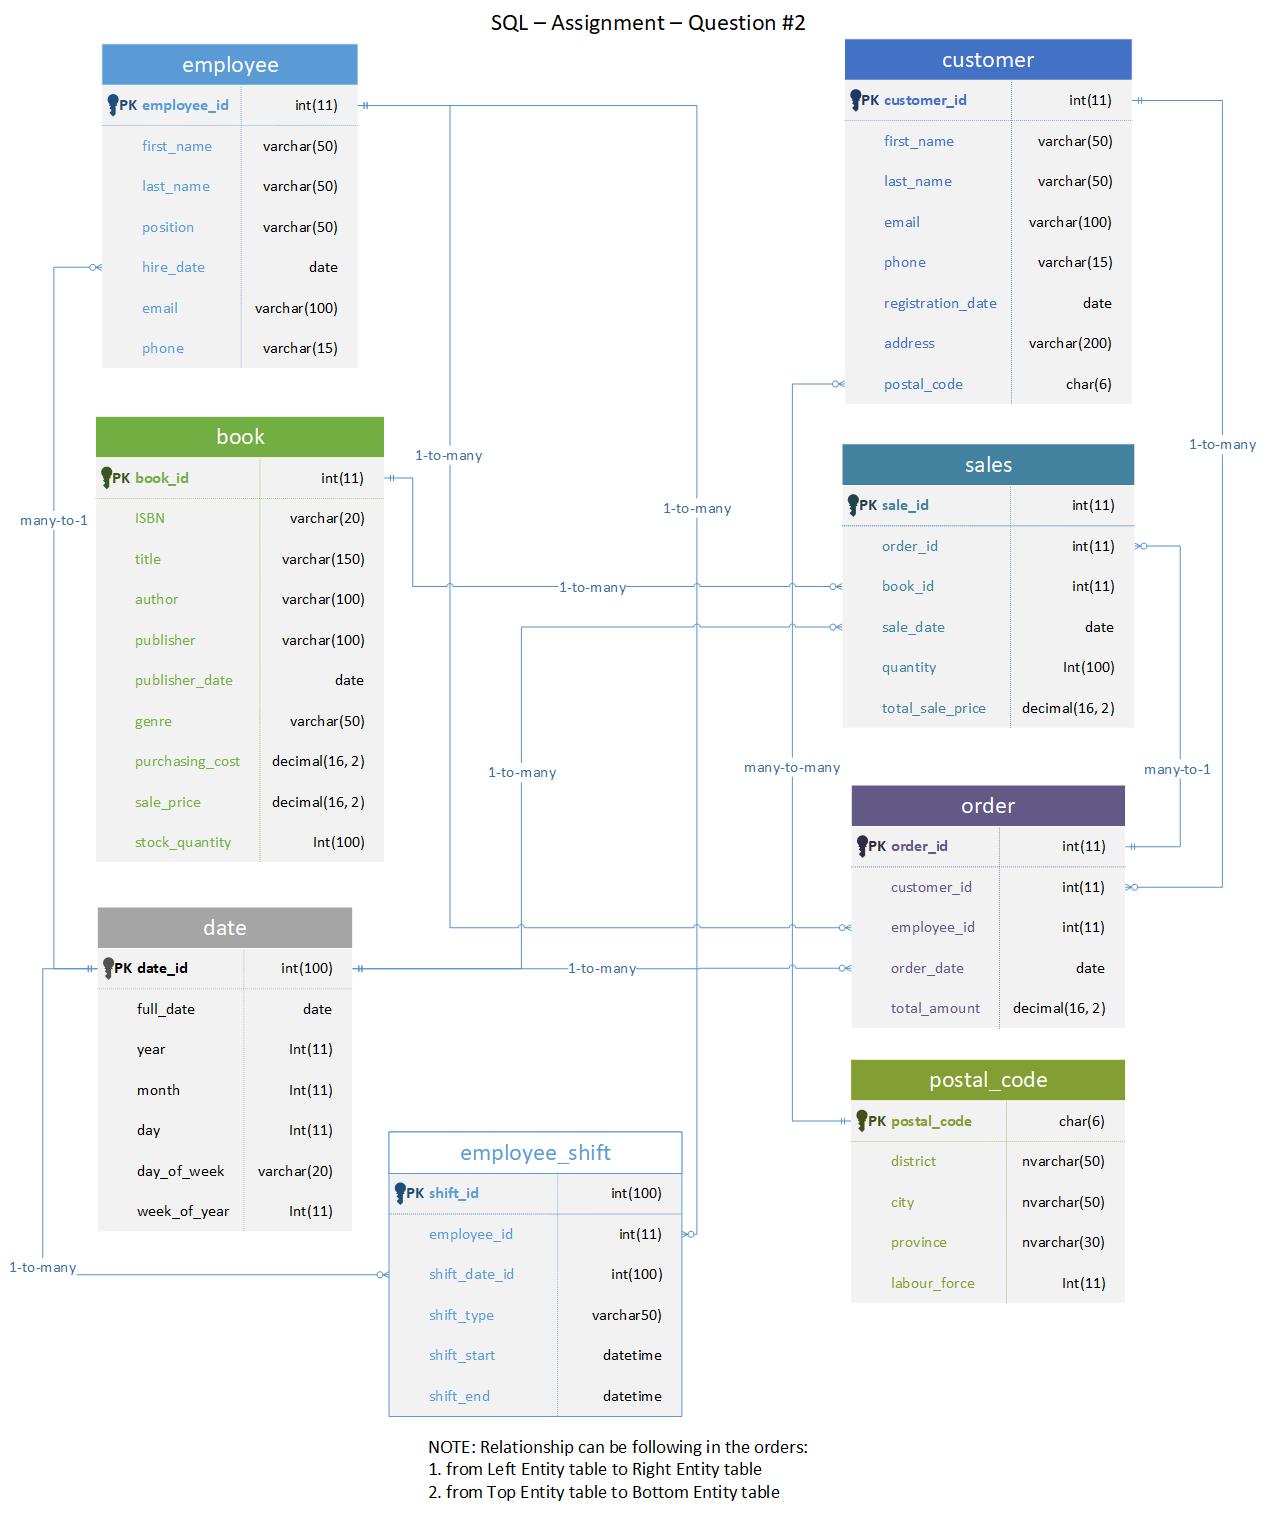 SQL – Assignment – Question #2
employee
PK employee_id int(11)
first_name varchar(50)
last_name varchar(50)
position varchar(50)
hire_date date
email varchar(100)
phone varchar(15)
customer
PK customer_id int(11)
first_name varchar(50)
last_name varchar(50)
email varchar(100)
phone varchar(15)
registration_date date
address varchar(200)
postal_code char(6)
book
PK book_id int(11)
ISBN varchar(20)
title varchar(150)
author varchar(100)
publisher varchar(100)
publisher_date date
genre varchar(50)
purchasing_cost decimal(16, 2)
sale_price decimal(16, 2)
stock_quantity Int(100)
sales
PK sale_id int(11)
order_id int(11)
book_id int(11)
sale_date date
quantity Int(100)
total_sale_price decimal(16, 2)
1-to-many
1-to-many
1-to-many
many-to-1
1-to-many
1-to-many
many-to-many
many-to-1
order
PK order_id int(11)
customer_id int(11)
employee_id int(11)
order_date date
total_amount decimal(16, 2)
date
PK date_id int(100)
full_date date
year Int(11)
month Int(11)
day Int(11)
day_of_week varchar(20)
week_of_year Int(11)
1-to-many
postal_code
PK postal_code char(6)
district nvarchar(50)
city nvarchar(50)
province nvarchar(30)
labour_force Int(11)
employee_shift
PK shift_id int(100)
employee_id int(11)
shift_date_id int(100)
shift_type varchar50)
shift_start datetime
shift_end datetime
1-to-many
NOTE: Relationship can be following in the orders:
1. from Left Entity table to Right Entity table
2. from Top Entity table to Bottom Entity table